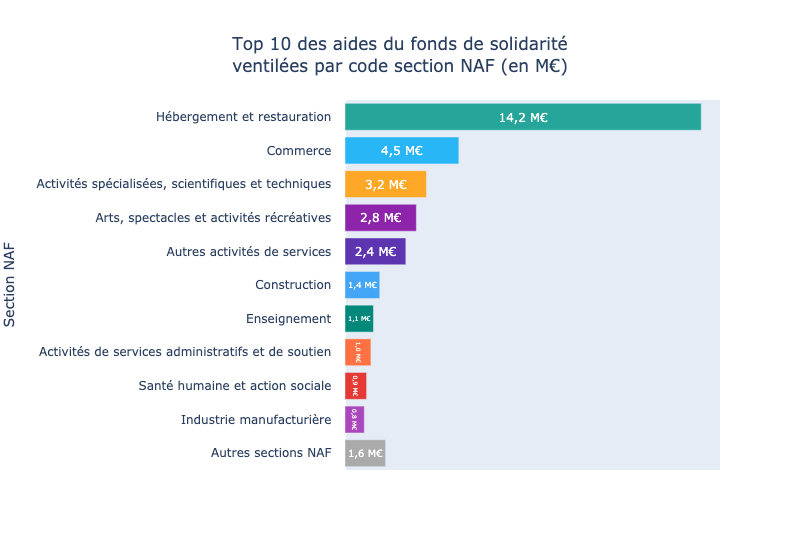 Top 10 des aides du fonds de solidarité
ventilées par code section NAF (en M€)
Section NAF
Hébergement et restauration 14,2 M€
Commerce 4,5 M€
Activités spécialisées, scientifiques et techniques 3,2 M€
Arts, spectacles et activités récréatives 2,8 M€
Autres activités de services 2,4 M€
Construction 1,4 M€
Enseignement 1,1 M€
Activités de services administratifs et de soutien 1,0 M€
Santé humaine et action sociale 0,9 M€
Industrie manufacturière 0,8 M€
Autres sections NAF 1,6 M€